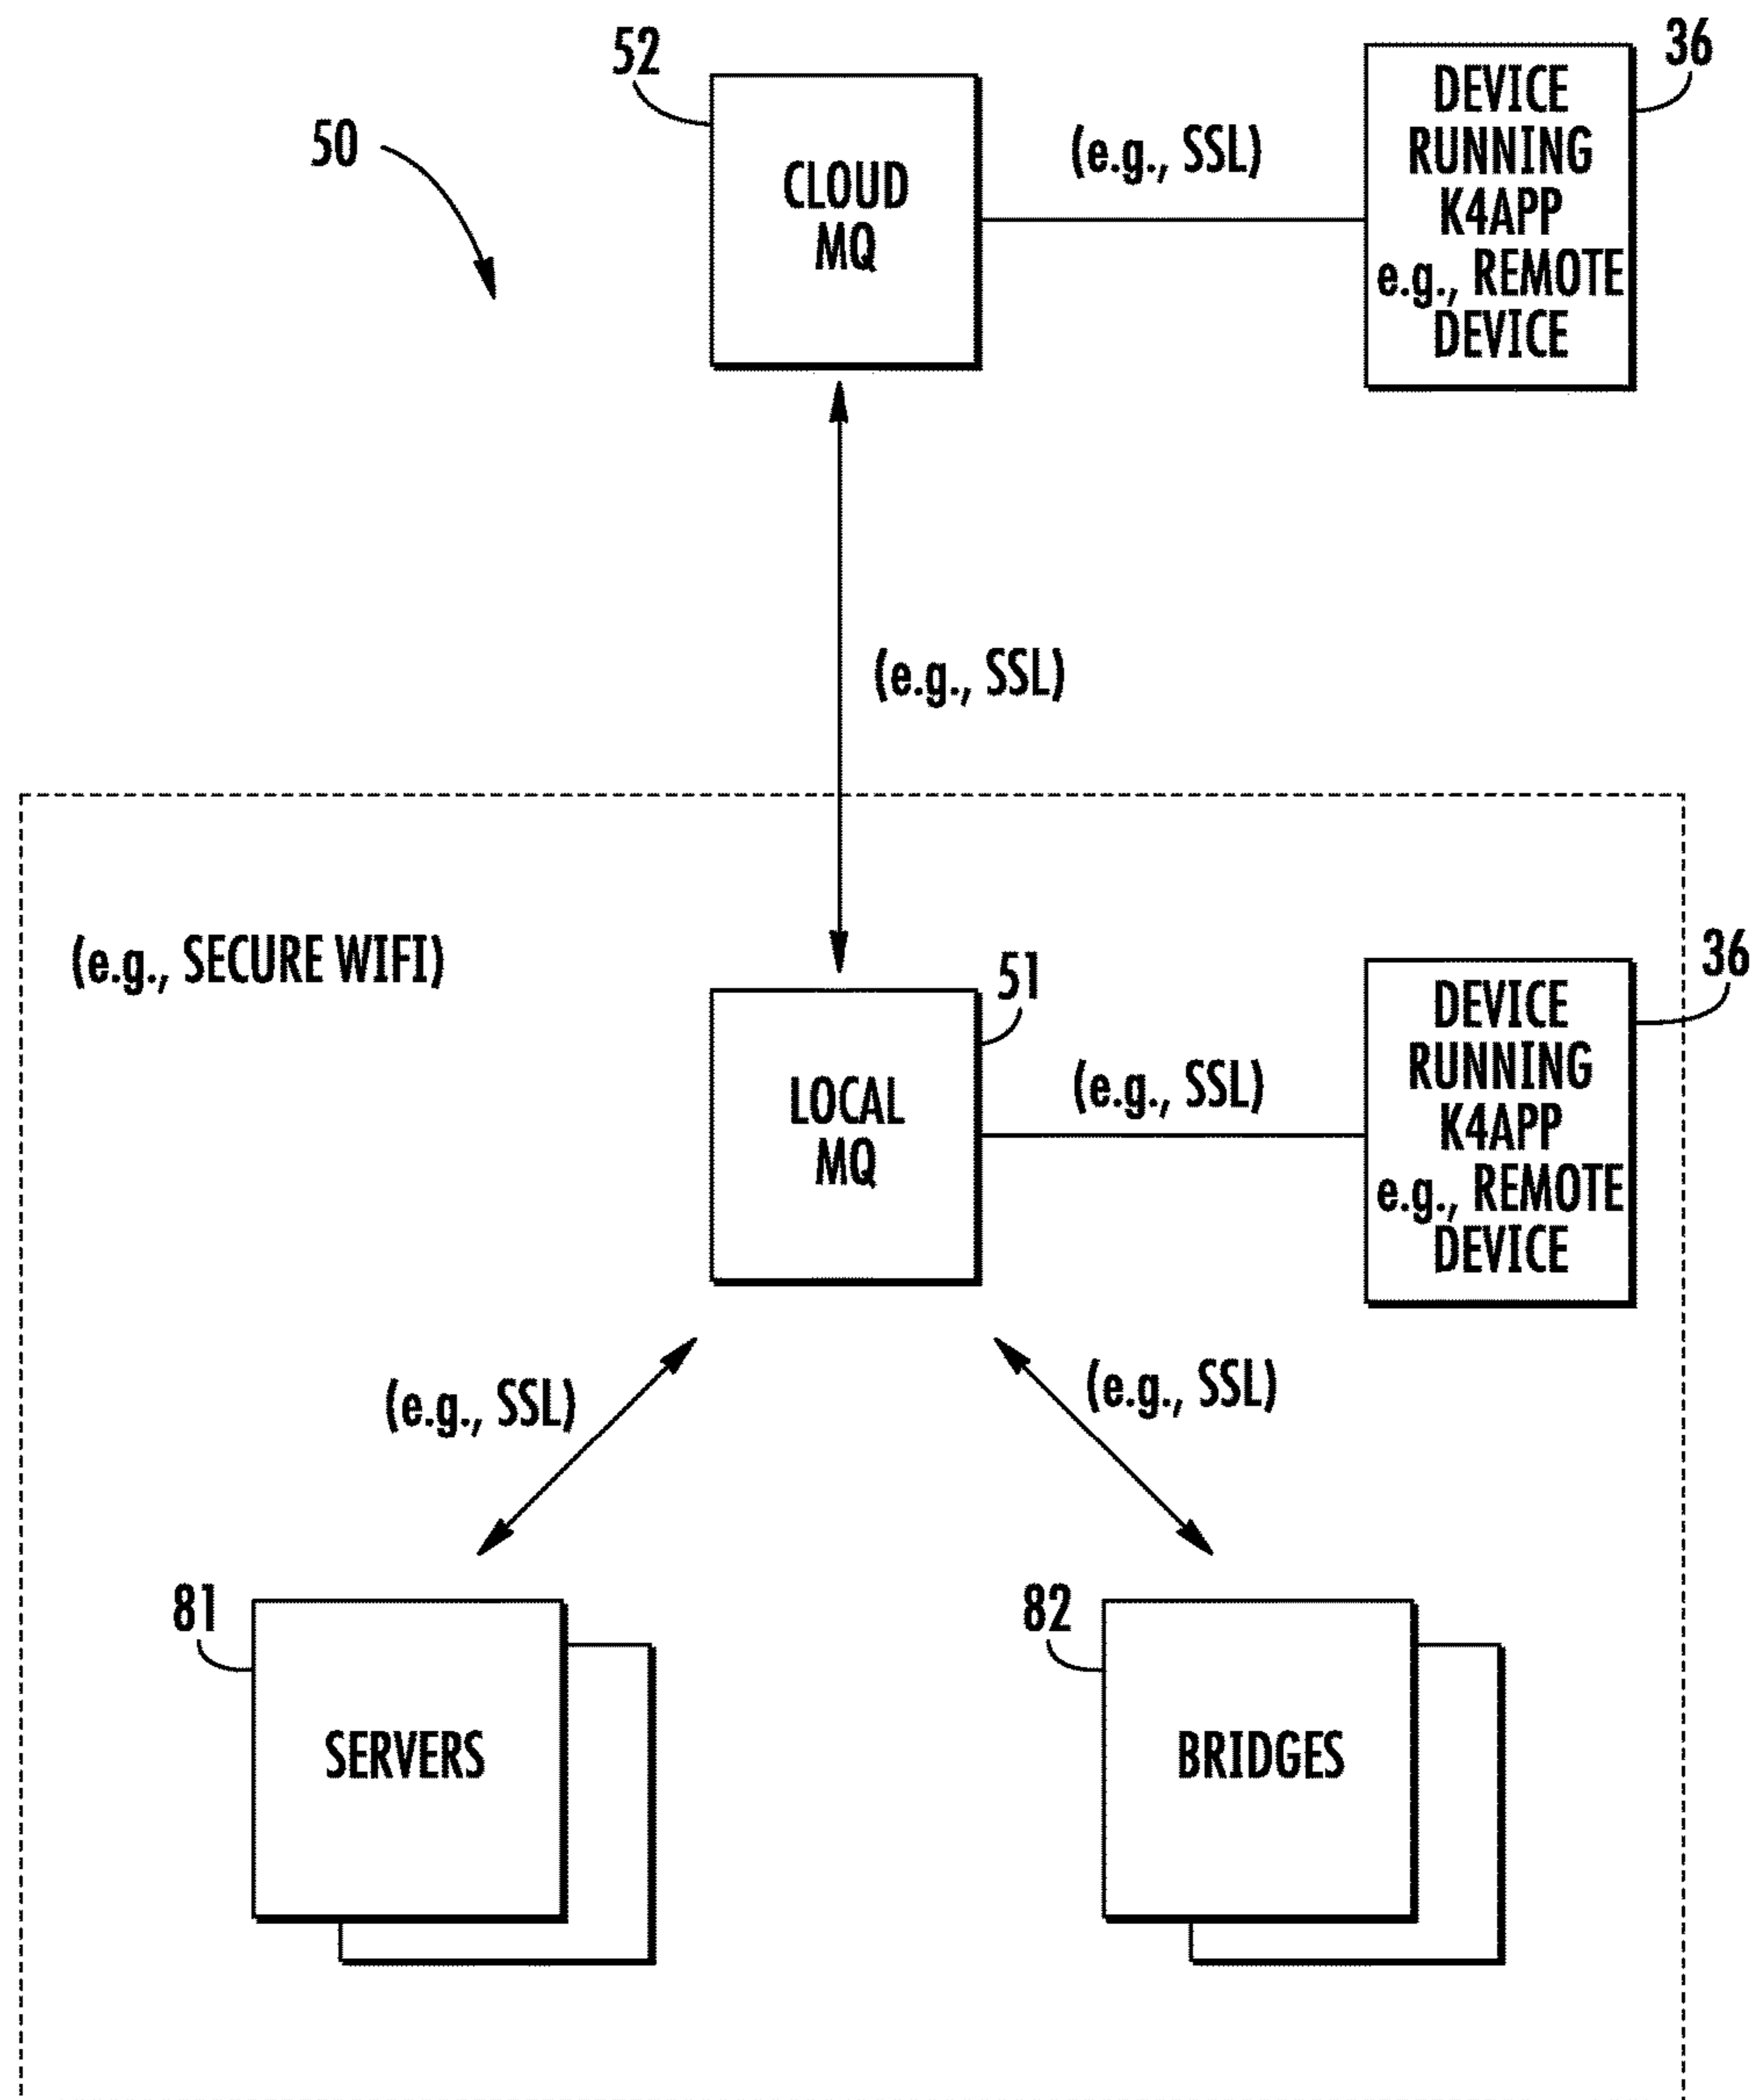 52
36
50
CLOUD
MQ
(e.g., SSL)
DEVICE
RUNNING
K4APP
e.g., REMOTE
DEVICE
(e.g., SSL)
(e.g., SECURE WIFI)
51
36
LOCAL
MQ
(e.g., SSL)
DEVICE
RUNNING
K4APP
e.g., REMOTE
DEVICE
(e.g., SSL)
(e.g., SSL)
81
82
SERVERS
BRIDGES